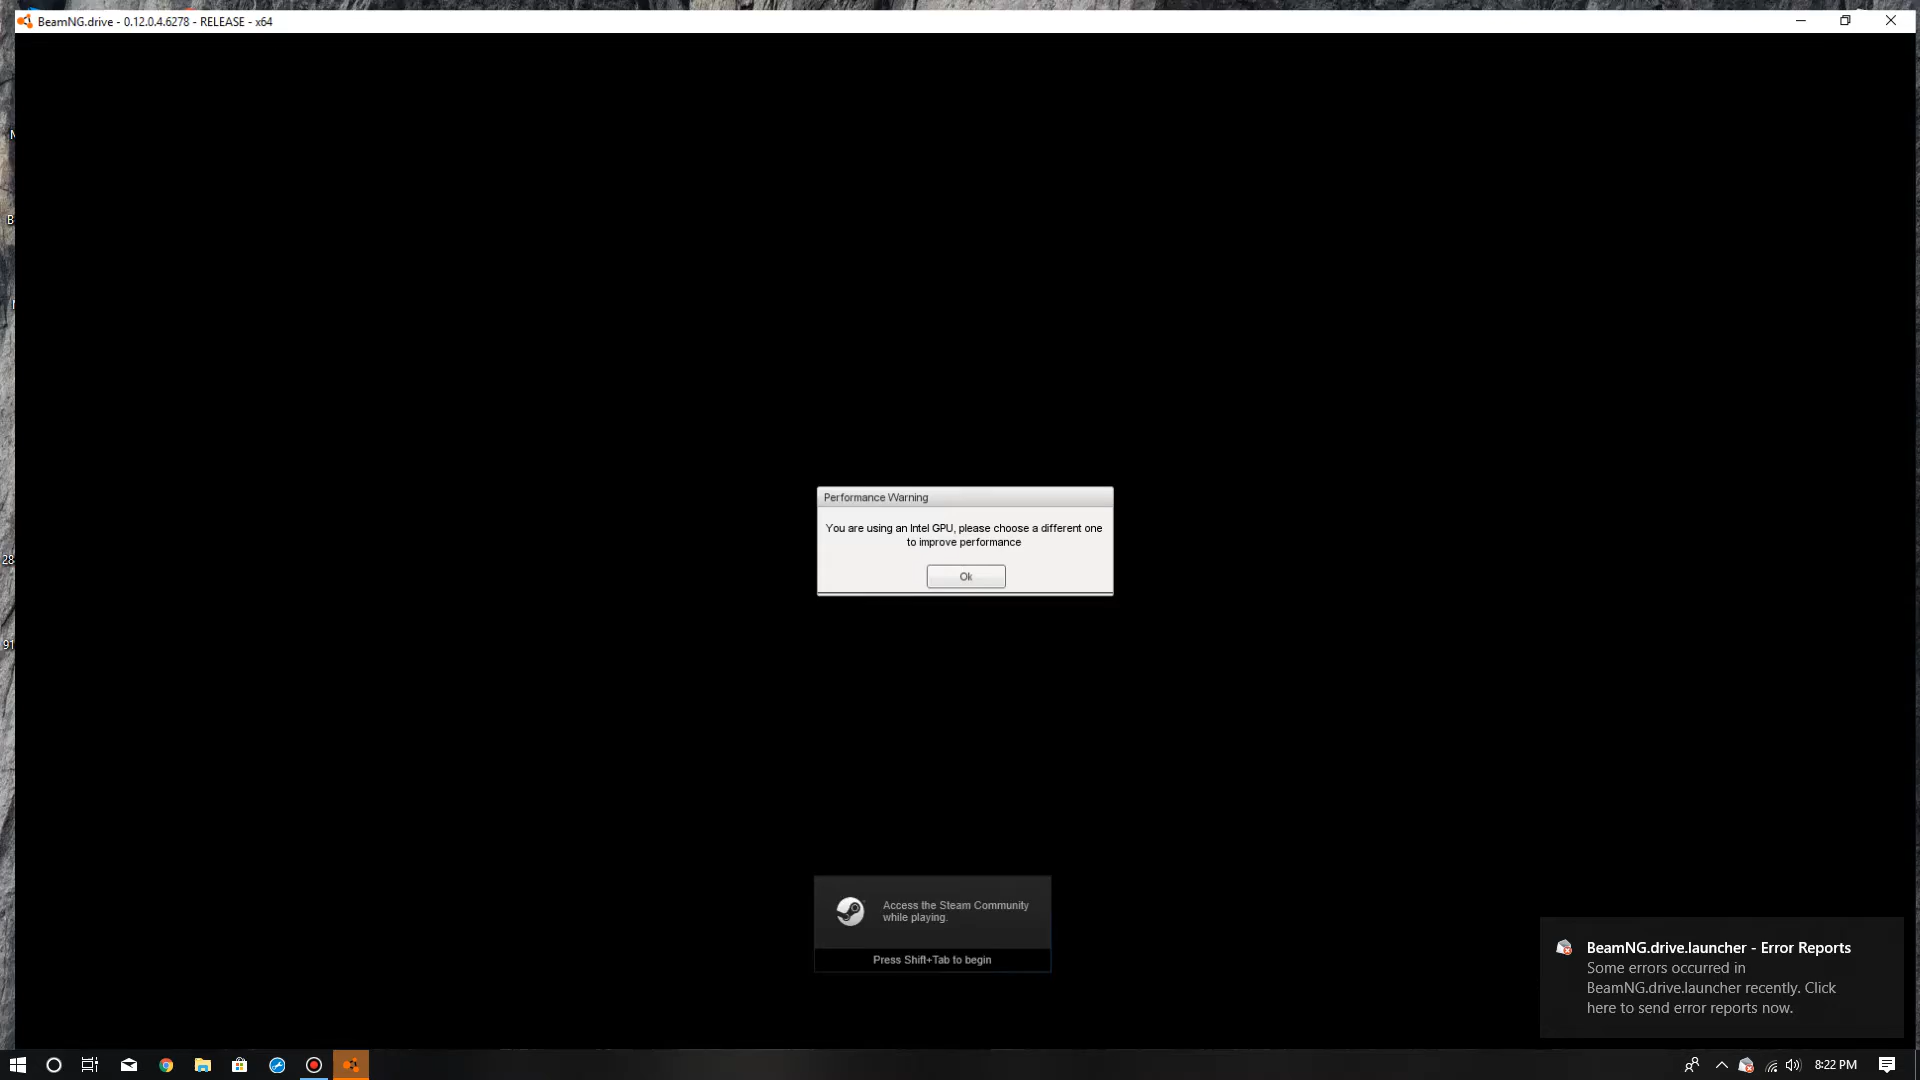 BeamNG.drive - 0.12.0.4.6278 - RELEASE - x64
M
B
28
91
Performance Warning
You are using an Intel GPU, please choose a different one
to improve performance
Ok
Access the Steam Community
while playing.
Press Shift+Tab to begin
BeamNG.drive.launcher - Error Reports
Some errors occurred in
BeamNG.drive.launcher recently. Click
here to send error reports now.
8:22 PM